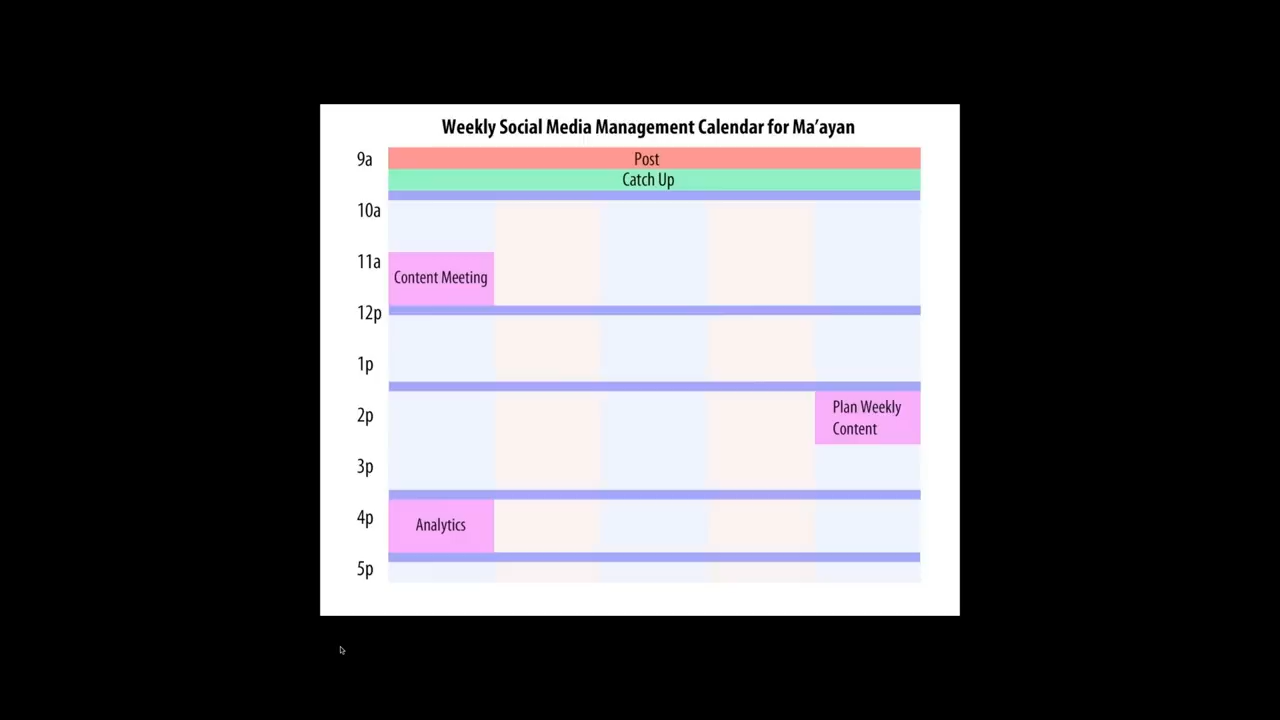 Weekly Social Media Management Calendar for Ma’ayan
9a
Post
Catch Up
10a
11a
Content Meeting
12p
1p
2p
Plan Weekly
Content
3p
4p
Analytics
5p